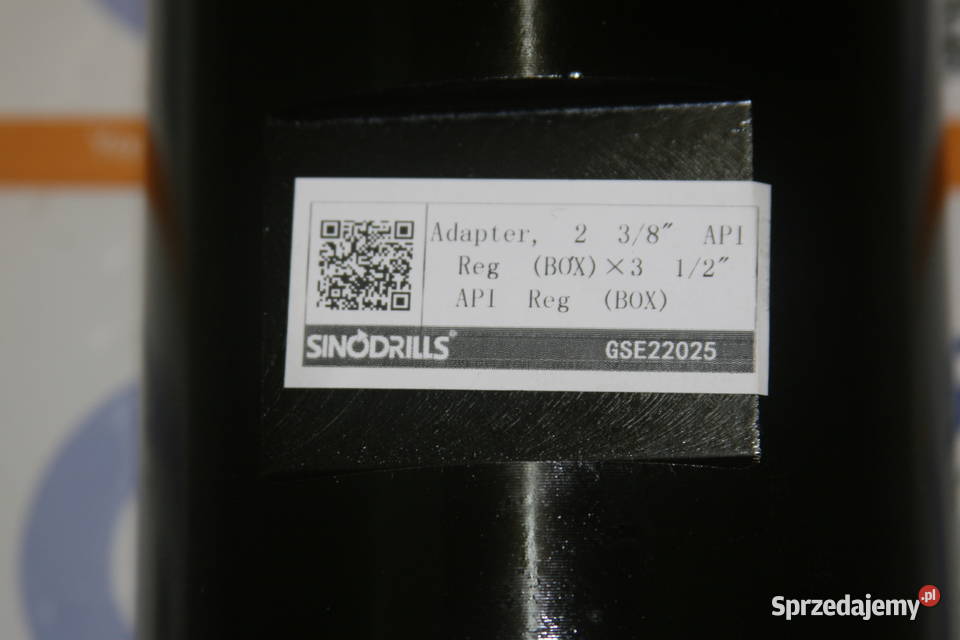 Adapter, 2 3/8" API
Reg (BOX)×3 1/2"
API Reg (BOX)
SINODRILLS
GSE22025
Sprzedajemy.pl